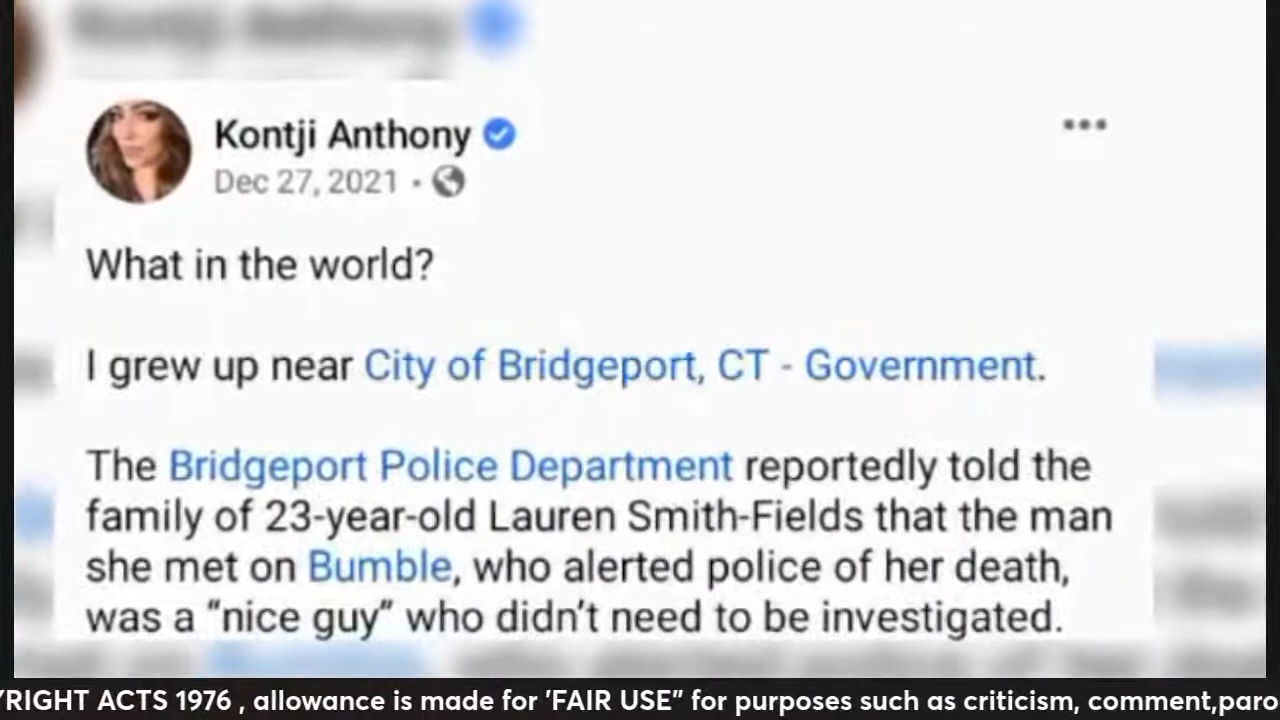 Kontji Anthony
Dec 27, 2021 ·
What in the world?
I grew up near City of Bridgeport, CT - Government.
The Bridgeport Police Department reportedly told the
family of 23-year-old Lauren Smith-Fields that the man
she met on Bumble, who alerted police of her death,
was a “nice guy” who didn’t need to be investigated.
YRIGHT ACTS 1976 , allowance is made for 'FAIR USE” for purposes such as criticism, comment,paro